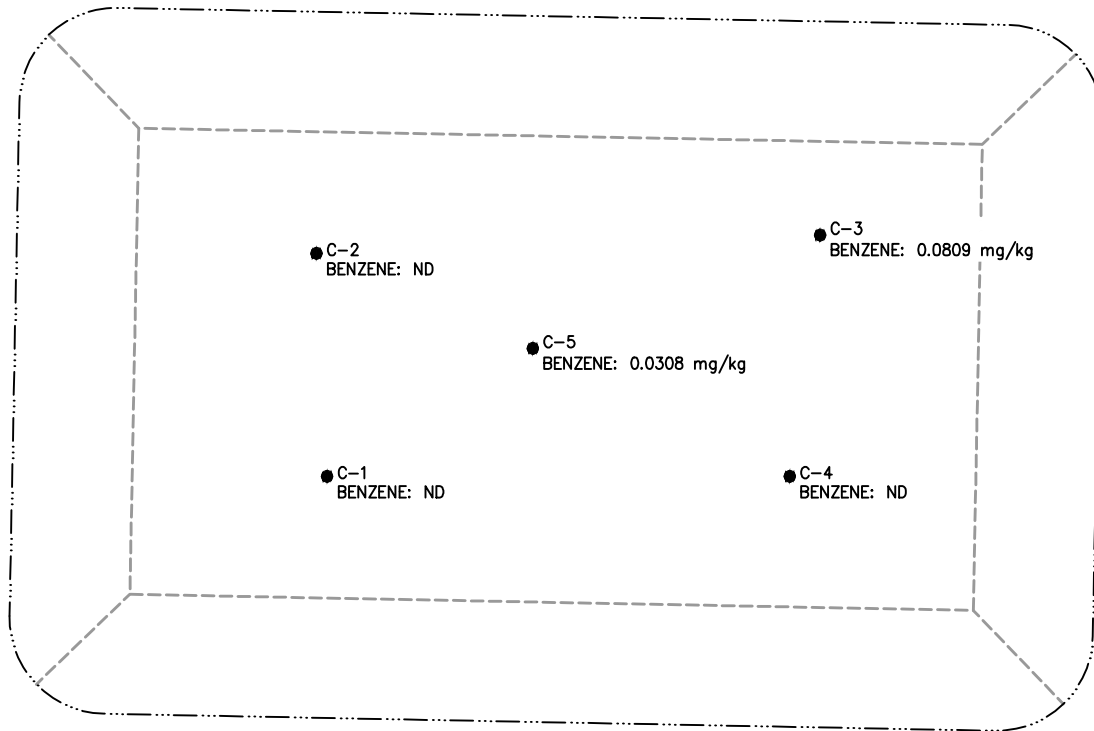 C-2
BENZENE: ND
C-3
BENZENE: 0.0809 mg/kg
C-5
BENZENE: 0.0308 mg/kg
C-1
BENZENE: ND
C-4
BENZENE: ND